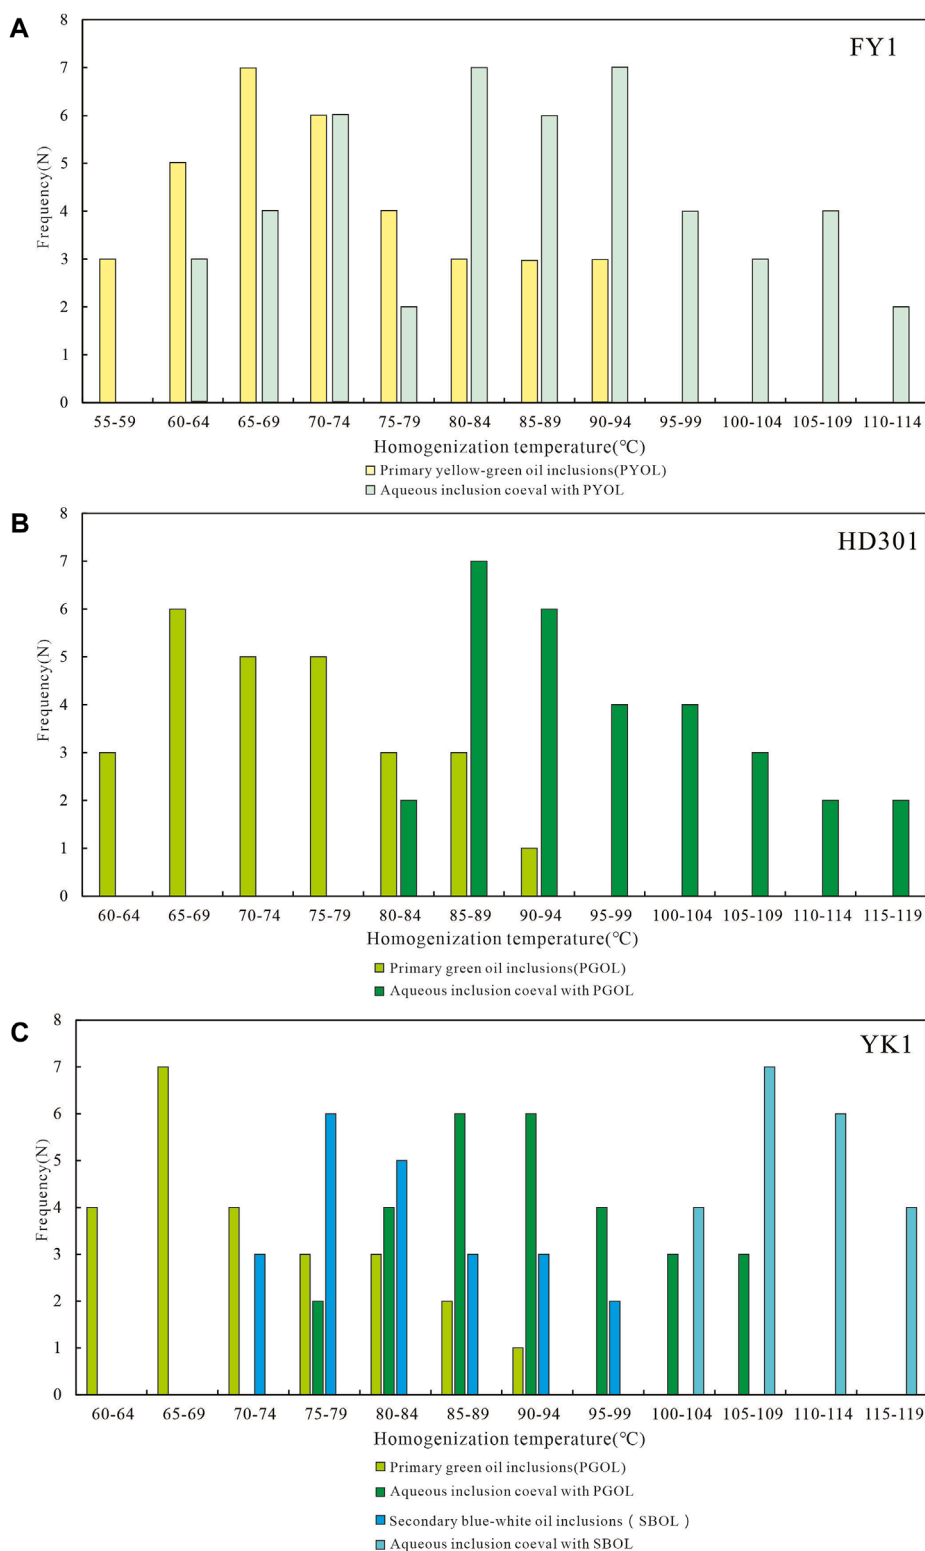 A
FY1
8
7
6
5
4
3
2
1
0
Frequency(N)
55-59 60-64 65-69 70-74 75-79 80-84 85-89 90-94 95-99 100-104 105-109 110-114
Homogenization temperature(℃)
Primary yellow-green oil inclusions(PYOL)
Aqueous inclusion coeval with PYOL
B
HD301
8
7
6
5
4
3
2
1
0
Frequency(N)
60-64 65-69 70-74 75-79 80-84 85-89 90-94 95-99 100-104 105-109 110-114 115-119
Homogenization temperature(℃)
Primary green oil inclusions(PGOL)
Aqueous inclusion coeval with PGOL
C
YK1
8
7
6
5
4
3
2
1
0
Frequency(N)
60-64 65-69 70-74 75-79 80-84 85-89 90-94 95-99 100-104 105-109 110-114 115-119
Homogenization temperature(℃)
Primary green oil inclusions(PGOL)
Aqueous inclusion coeval with PGOL
Secondary blue-white oil inclusions ( SBOL )
Aqueous inclusion coeval with SBOL